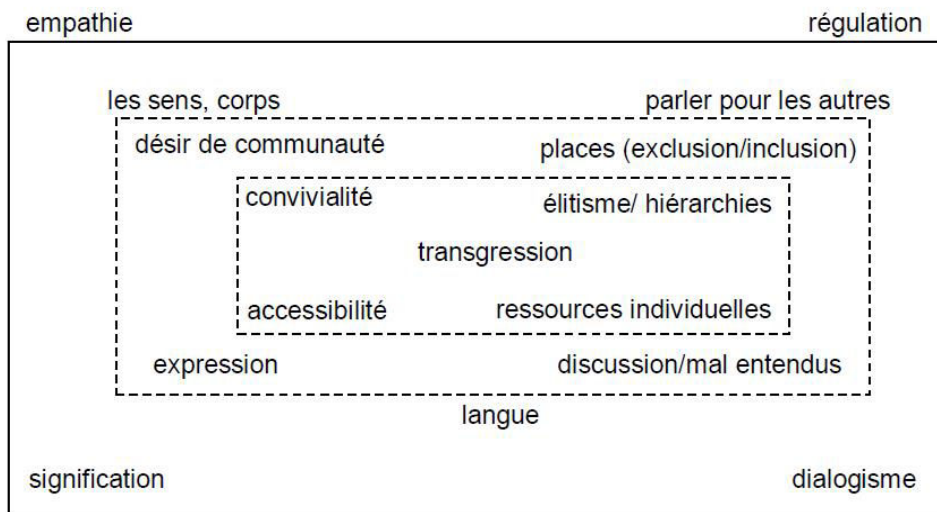 empathie
régulation
les sens, corps
parler pour les autres
désir de communauté
places (exclusion/inclusion)
convivialité
élitisme/ hiérarchies
transgression
accessibilité
ressources individuelles
expression
discussion/mal entendus
langue
signification
dialogisme